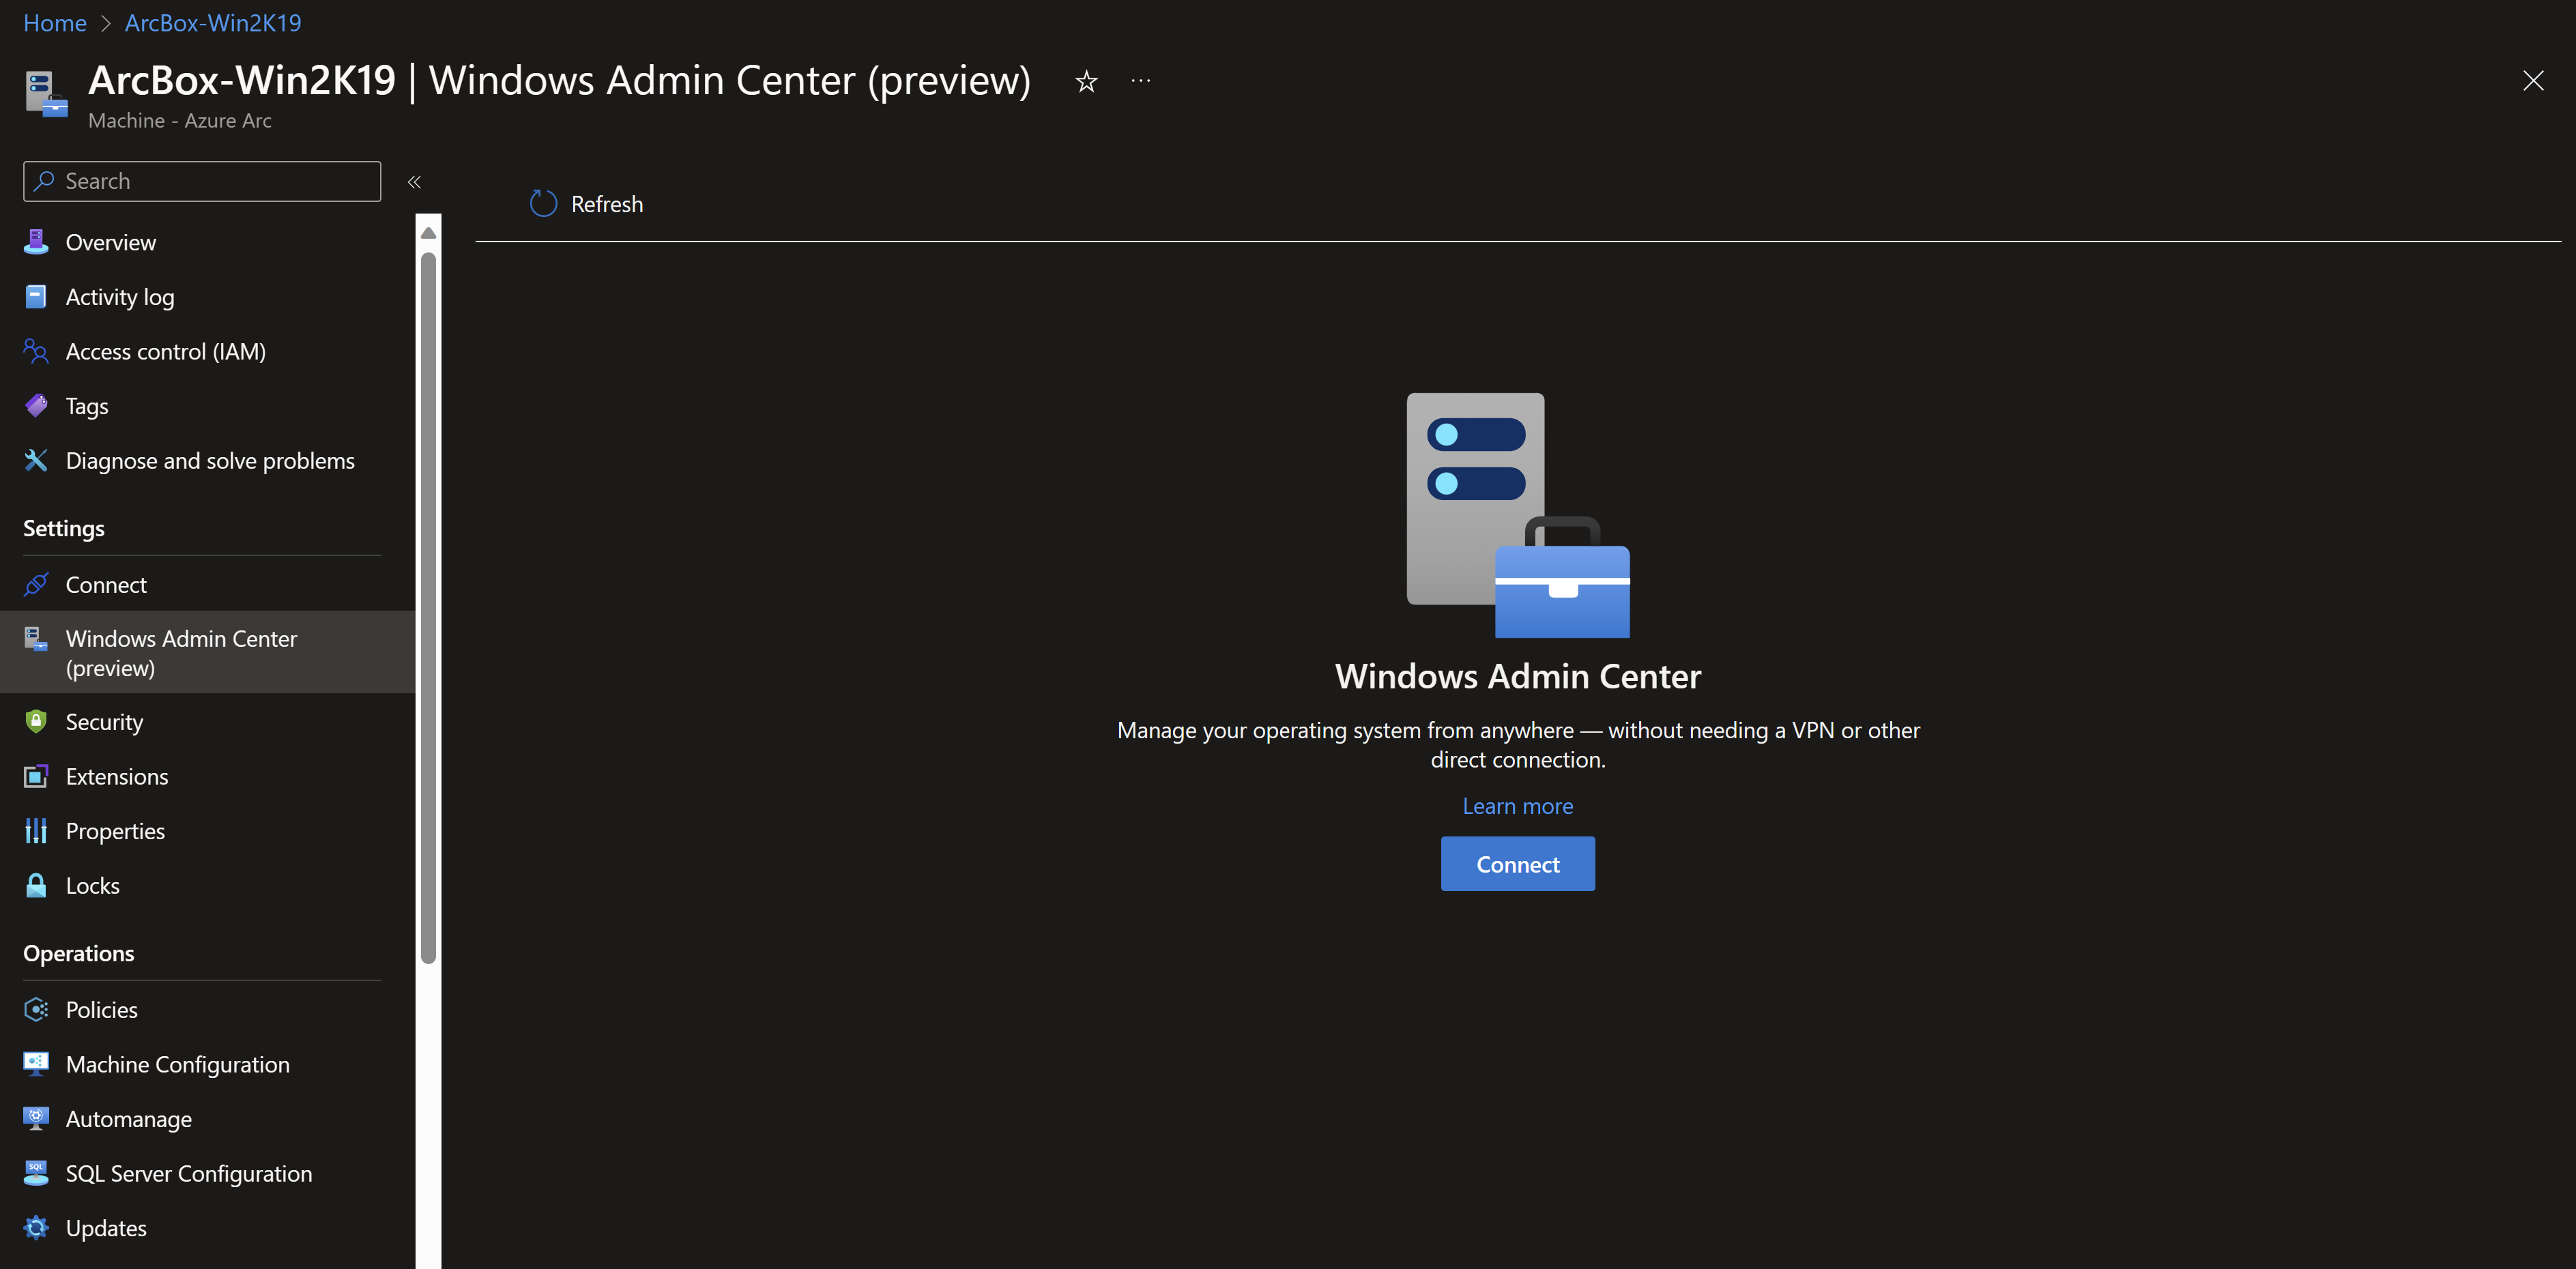 Home > ArcBox-Win2K19
ArcBox-Win2K19 | Windows Admin Center (preview) ☆ ···
Machine - Azure Arc
Search
«
Refresh
Overview
Activity log
Access control (IAM)
Tags
Diagnose and solve problems
Settings
Connect
Windows Admin Center
(preview)
Security
Extensions
Properties
Locks
Operations
Policies
Machine Configuration
Automanage
SQL
SQL Server Configuration
Updates
Windows Admin Center
Manage your operating system from anywhere — without needing a VPN or other
direct connection.
Learn more
Connect